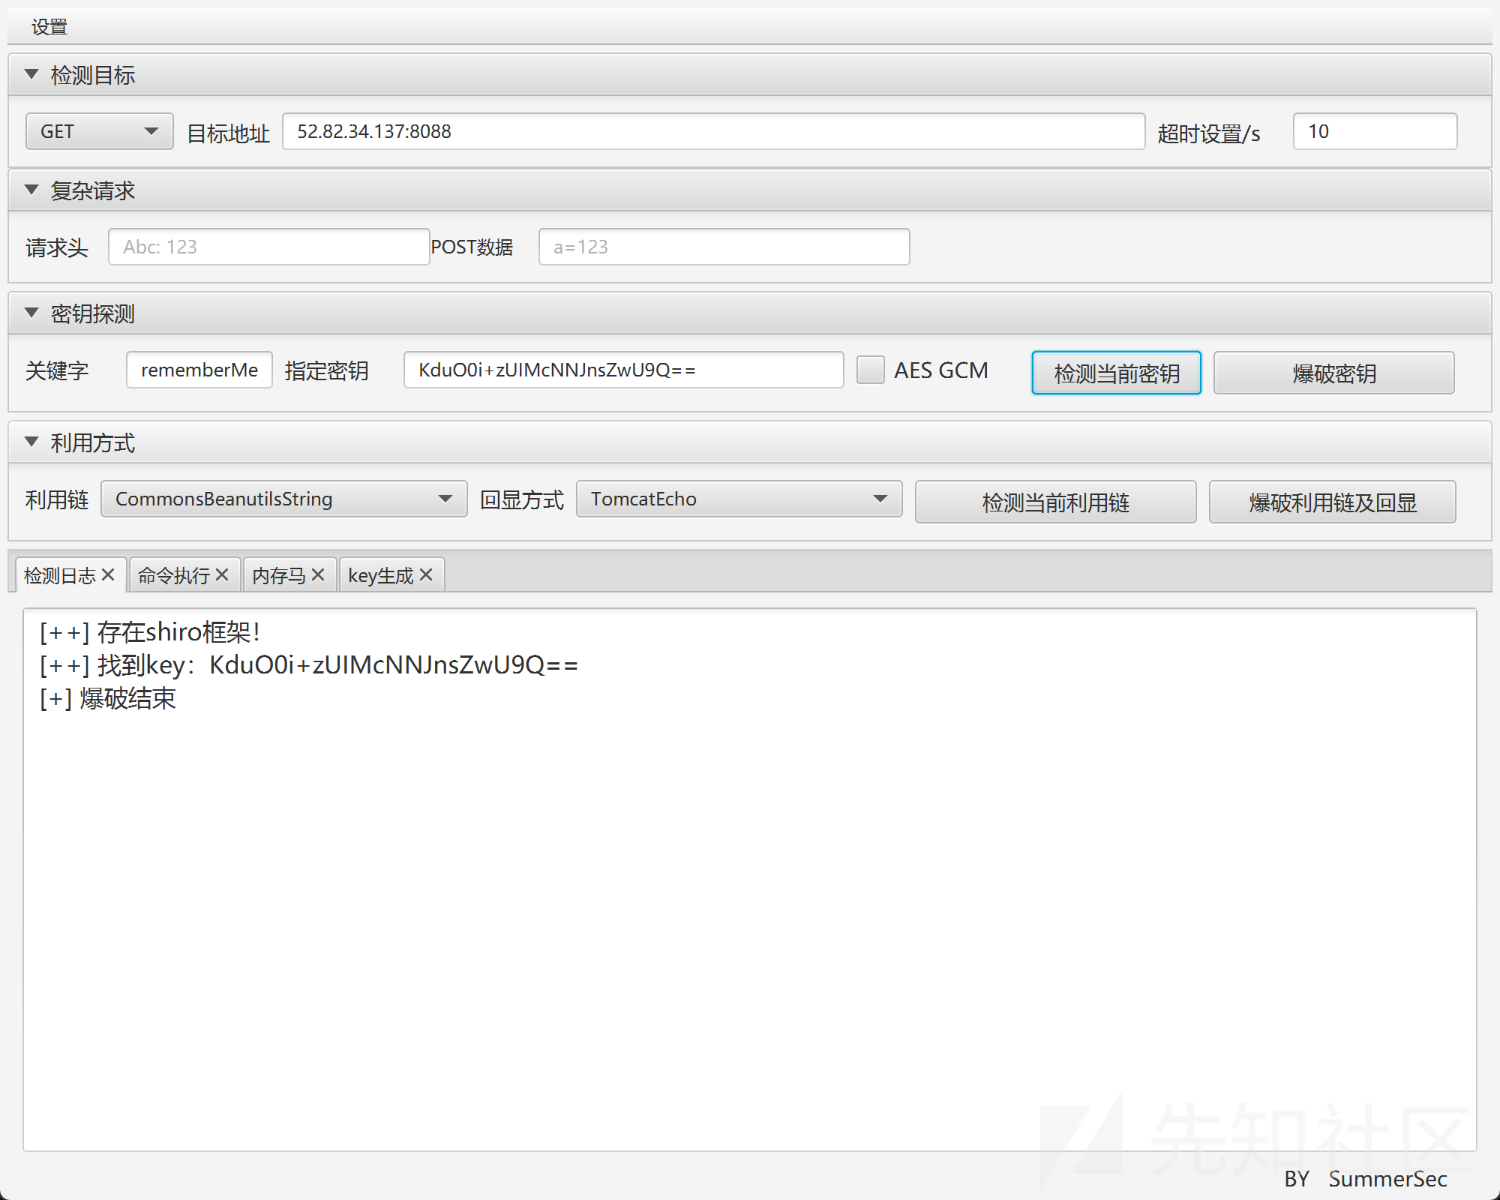 设置
检测目标
GET 目标地址 52.82.34.137:8088 超时设置/s 10
复杂请求
请求头 Abc: 123 POST数据 a=123
密钥探测
关键字 rememberMe 指定密钥 KduO0i+zUIMcNNJnsZwU9Q== AES GCM 检测当前密钥 爆破密钥
利用方式
利用链 CommonsBeanutilsString 回显方式 TomcatEcho 检测当前利用链 爆破利用链及回显
检测日志 命令执行 内存马 key生成
[++] 存在shiro框架!
[++] 找到key：KduO0i+zUIMcNNJnsZwU9Q==
[+] 爆破结束
先知社区
BY SummerSec